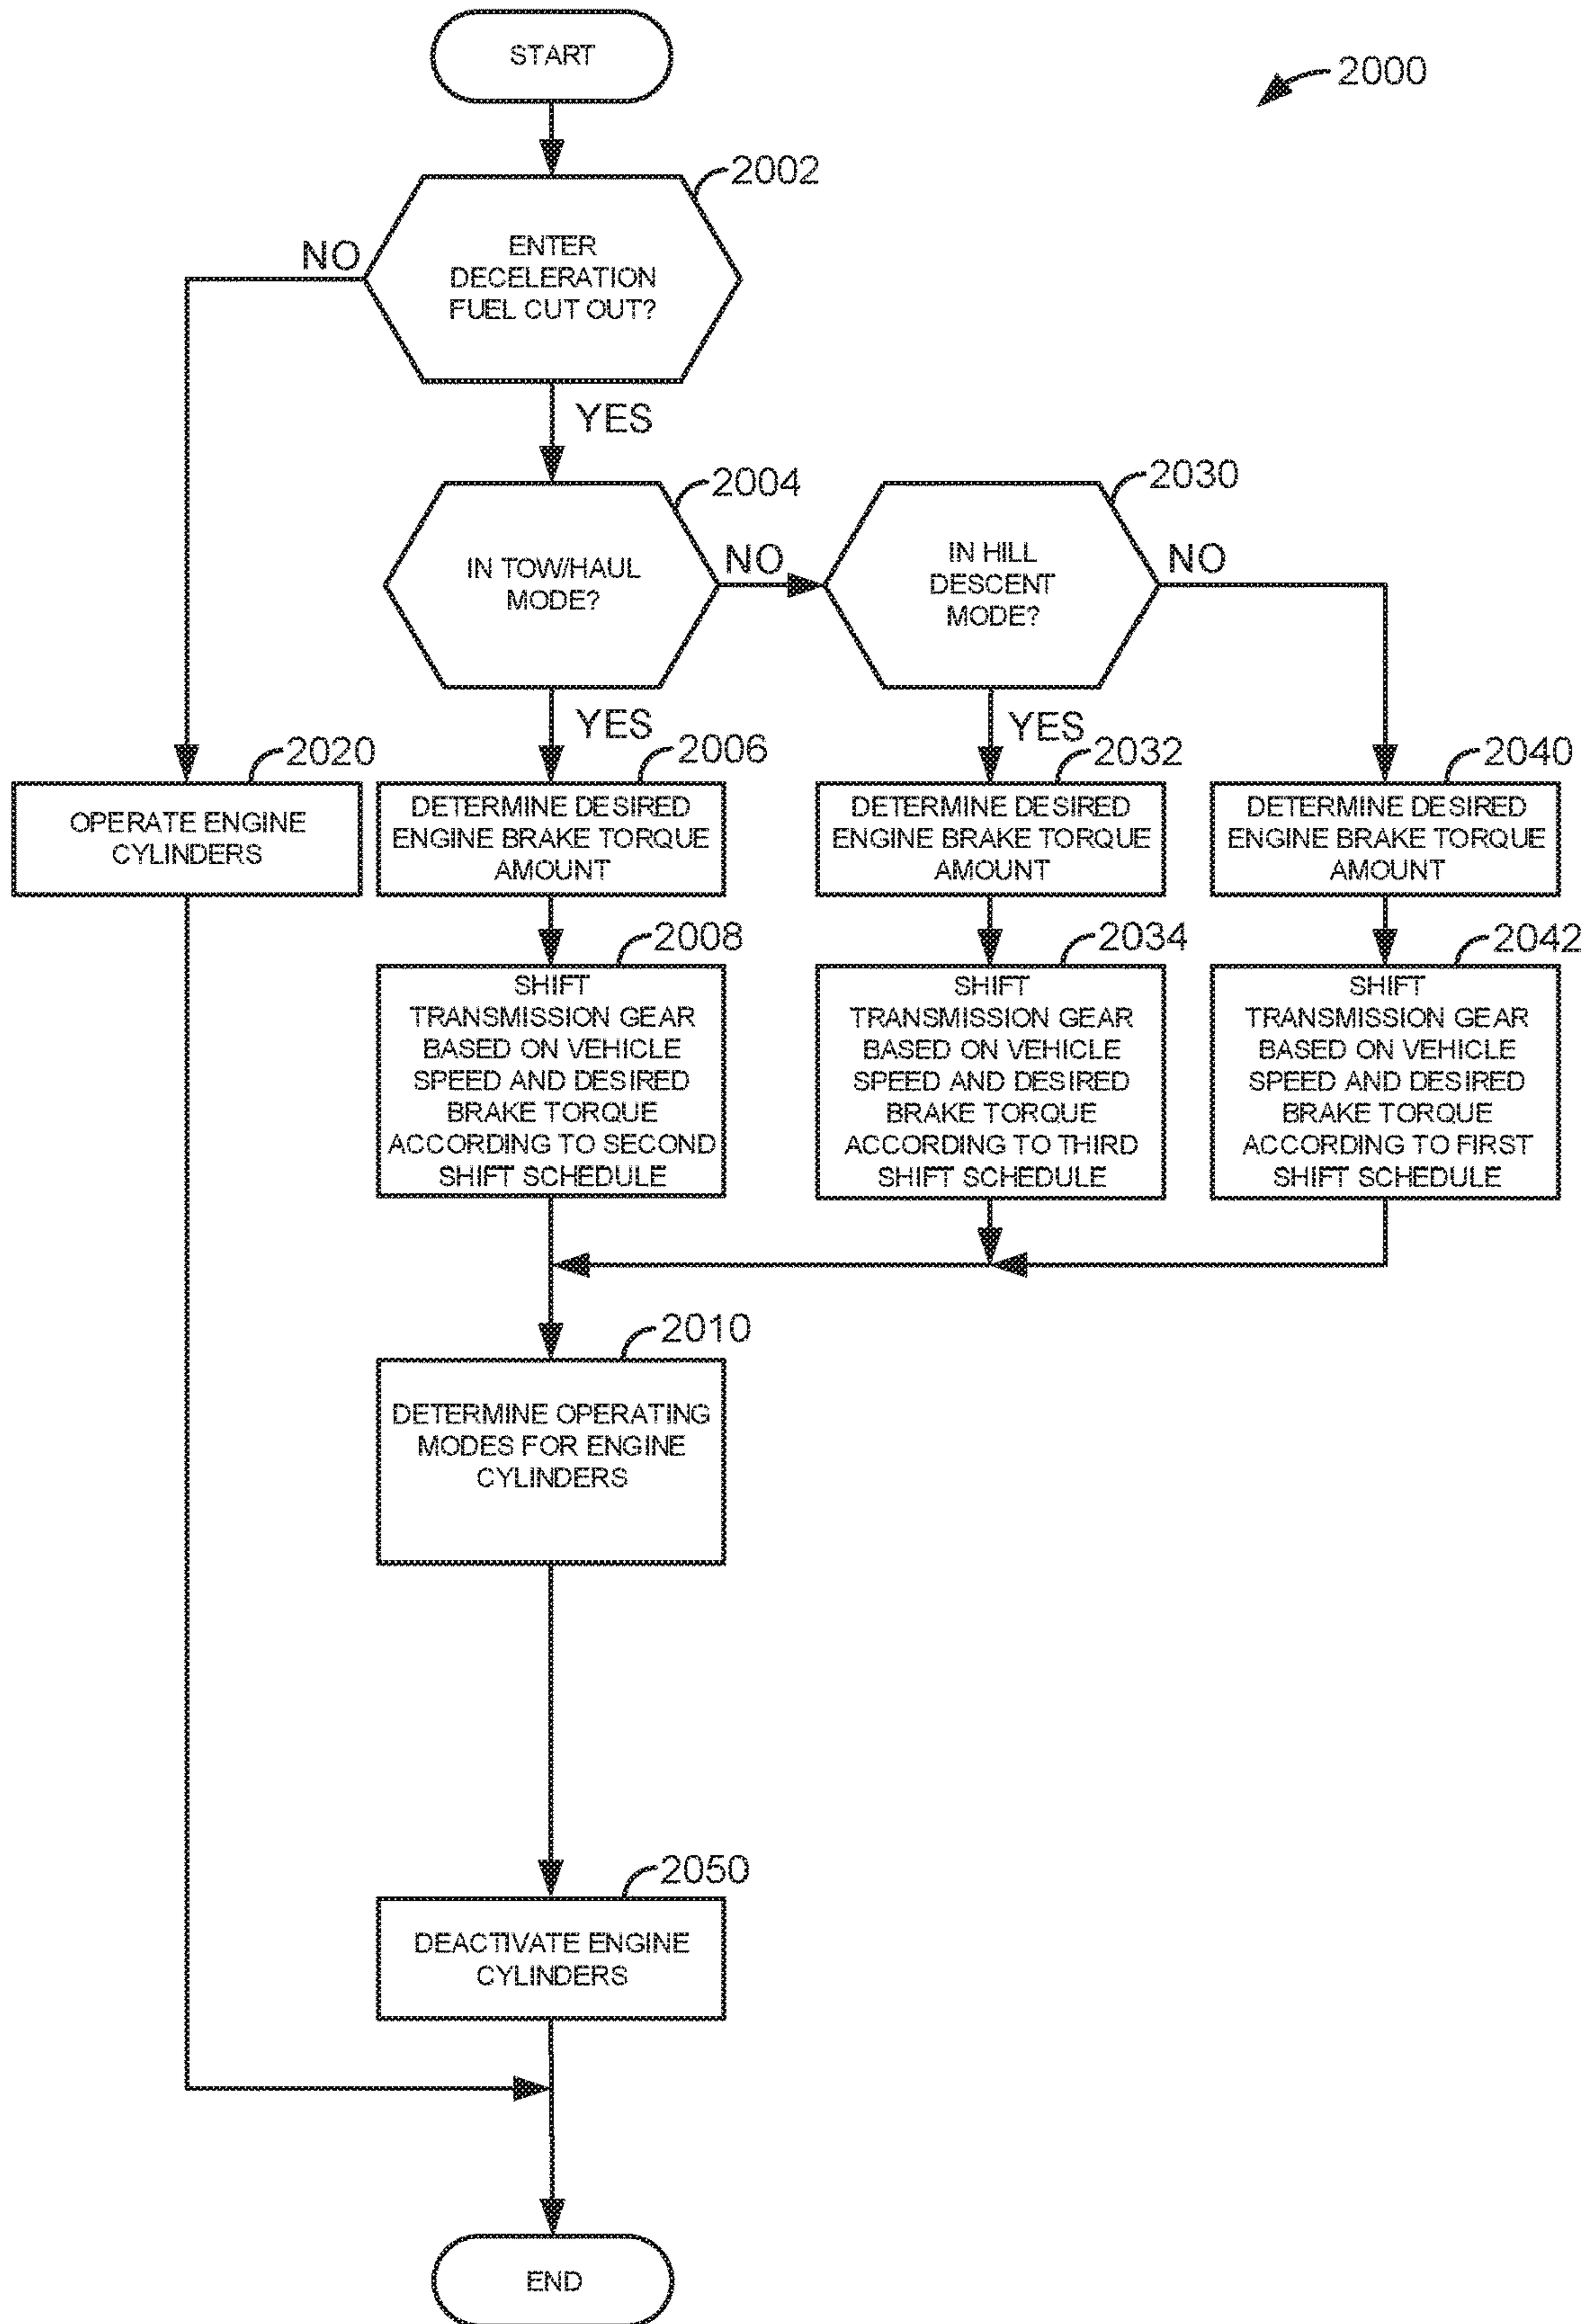 START
2000
2002
ENTER
DECELERATION
FUEL CUT OUT?
NO
YES
2004
IN TOW/HAUL
MODE?
NO
2030
IN HILL
DESCENT
MODE?
NO
YES
YES
2020
OPERATE ENGINE
CYLINDERS
2006
DETERMINE DESIRED
ENGINE BRAKE TORQUE
AMOUNT
2032
DETERMINE DESIRED
ENGINE BRAKE TORQUE
AMOUNT
2040
DETERMINE DESIRED
ENGINE BRAKE TORQUE
AMOUNT
2008
SHIFT
TRANSMISSION GEAR
BASED ON VEHICLE
SPEED AND DESIRED
BRAKE TORQUE
ACCORDING TO SECOND
SHIFT SCHEDULE
2034
SHIFT
TRANSMISSION GEAR
BASED ON VEHICLE
SPEED AND DESIRED
BRAKE TORQUE
ACCORDING TO THIRD
SHIFT SCHEDULE
2042
SHIFT
TRANSMISSION GEAR
BASED ON VEHICLE
SPEED AND DESIRED
BRAKE TORQUE
ACCORDING TO FIRST
SHIFT SCHEDULE
2010
DETERMINE OPERATING
MODES FOR ENGINE
CYLINDERS
2050
DEACTIVATE ENGINE
CYLINDERS
END